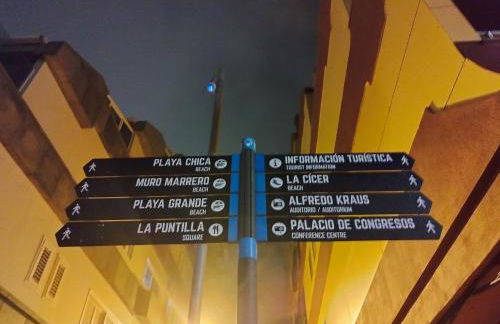 PLAYA CHICA
BEACH
MURO MARRERO
BEACH
PLAYA GRANDE
BEACH
LA PUNTILLA
SQUARE
INFORMACIÓN TURÍSTICA
TOURIST INFORMATION
LA CÍCER
BEACH
ALFREDO KRAUS
AUDITORIO / AUDITORIUM
PALACIO DE CONGRESOS
CONFERENCE CENTRE